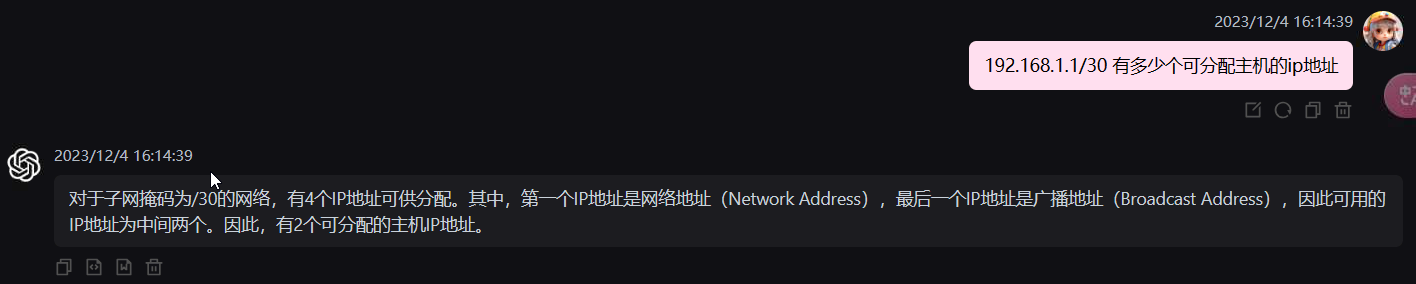 2023/12/4 16:14:39
192.168.1.1/30 有多少个可分配主机的ip地址
2023/12/4 16:14:39
对于子网掩码为/30的网络，有4个IP地址可供分配。其中，第一个IP地址是网络地址（Network Address），最后一个IP地址是广播地址（Broadcast Address），因此可用的
IP地址为中间两个。因此，有2个可分配的主机IP地址。